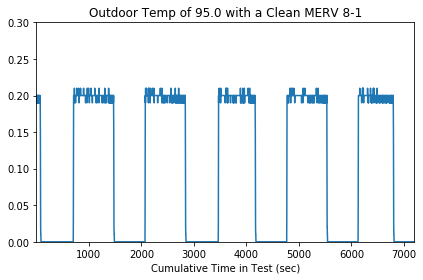 Outdoor Temp of 95.0 with a Clean MERV 8-1
0.30
0.25
0.20
0.15
0.10
0.05
0.00
1000 2000 3000 4000 5000 6000 7000
Cumulative Time in Test (sec)